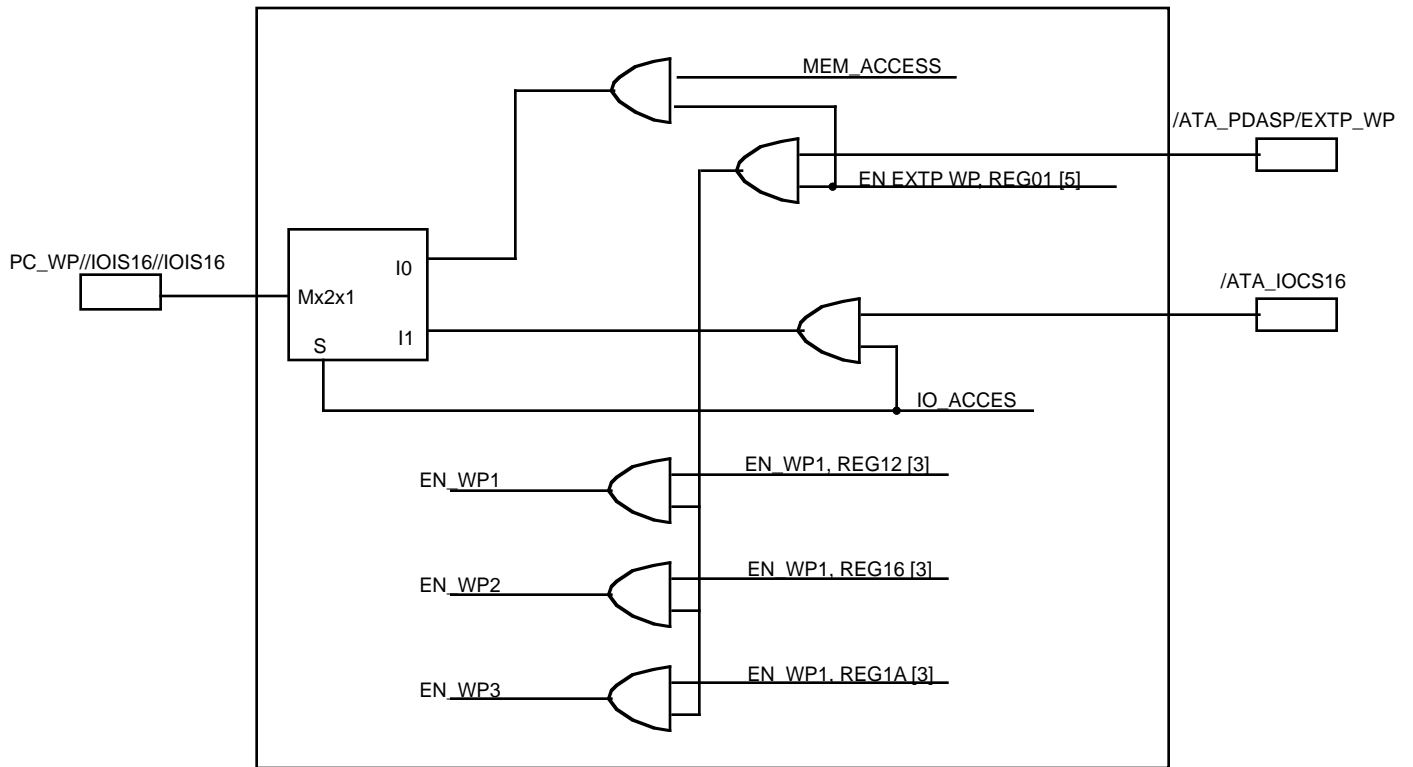 MEM_ACCESS
/ATA_PDASP/EXTP_WP
EN EXTP WP, REG01 [5]
PC_WP//IOIS16//IOIS16
I0
Mx2x1
/ATA_IOCS16
I1
S
IO_ACCES
EN_WP1, REG12 [3]
EN_WP1
EN_WP1, REG16 [3]
EN_WP2
EN_WP1, REG1A [3]
EN_WP3